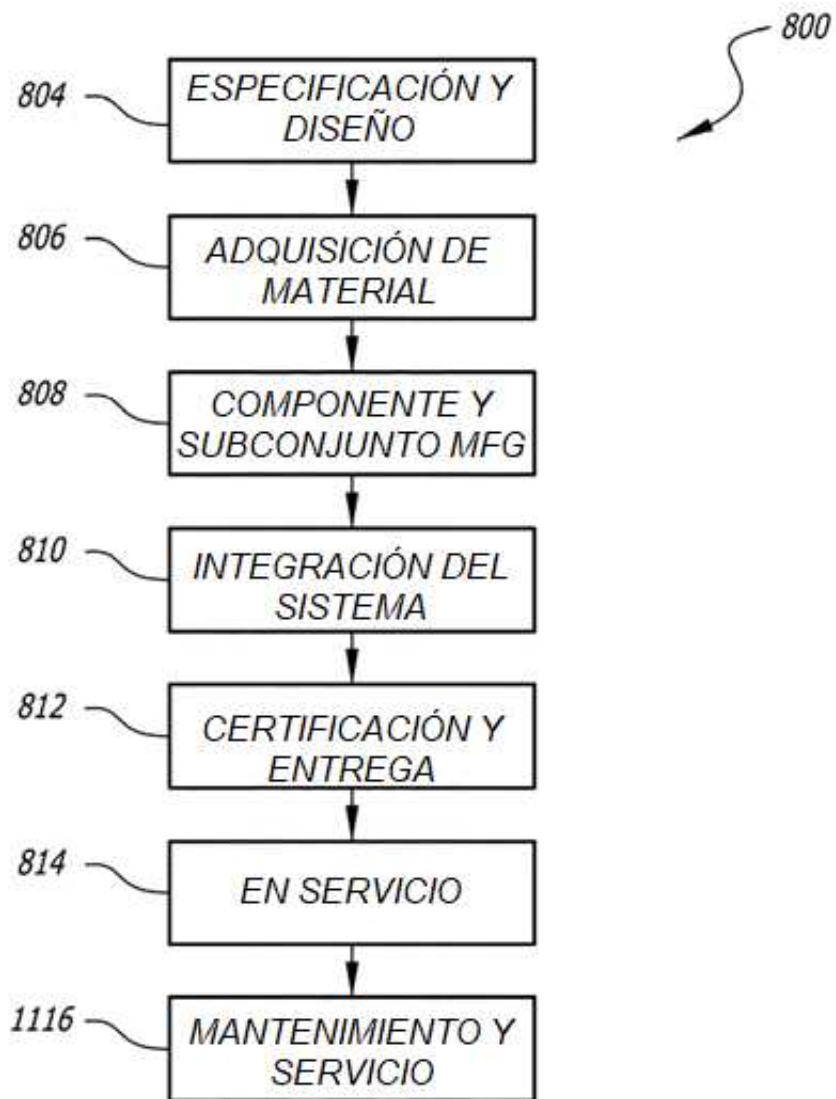 800
804
ESPECIFICACIÓN Y
DISEÑO
806
ADQUISICIÓN DE
MATERIAL
808
COMPONENTE Y
SUBCONJUNTO MFG
810
INTEGRACIÓN DEL
SISTEMA
812
CERTIFICACIÓN Y
ENTREGA
814
EN SERVICIO
1116
MANTENIMIENTO Y
SERVICIO